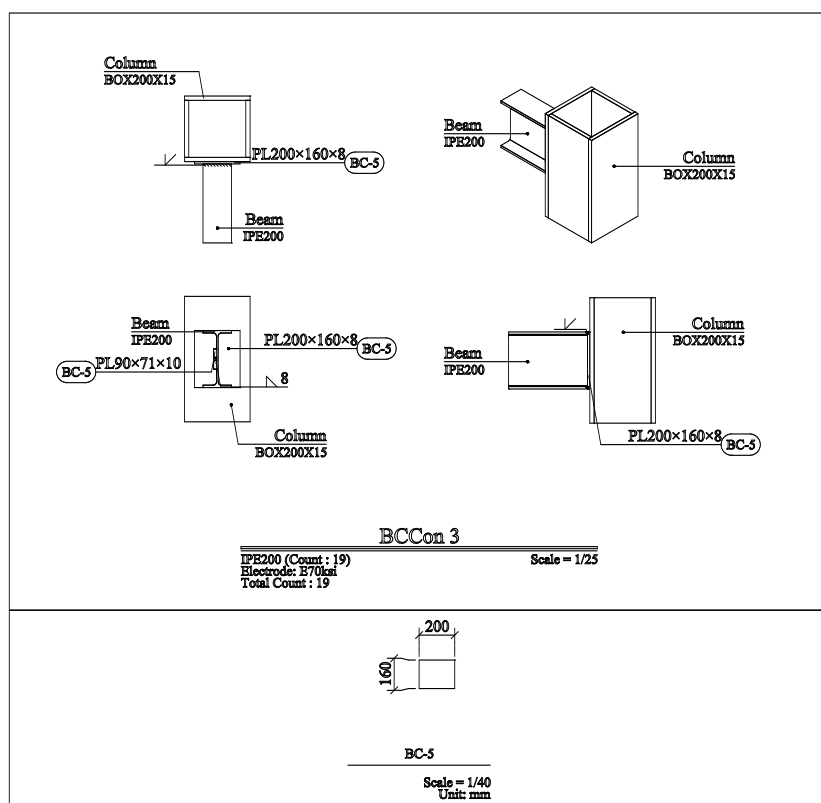 Column
BOX200X15
PL200×160×8
BC-5
Beam
IPE200
Beam
IPE200
Column
BOX200X15
Beam
IPE200
PL200×160×8
BC-5
BC-5
PL90×71×10
8
Column
BOX200X15
Beam
IPE200
Column
BOX200X15
PL200×160×8
BC-5
BCCon 3
IPE200 (Count : 19)
Scale = 1/25
Electrode: E70ksi
Total Count : 19
200
160
BC-5
Scale = 1/40
Unit: mm